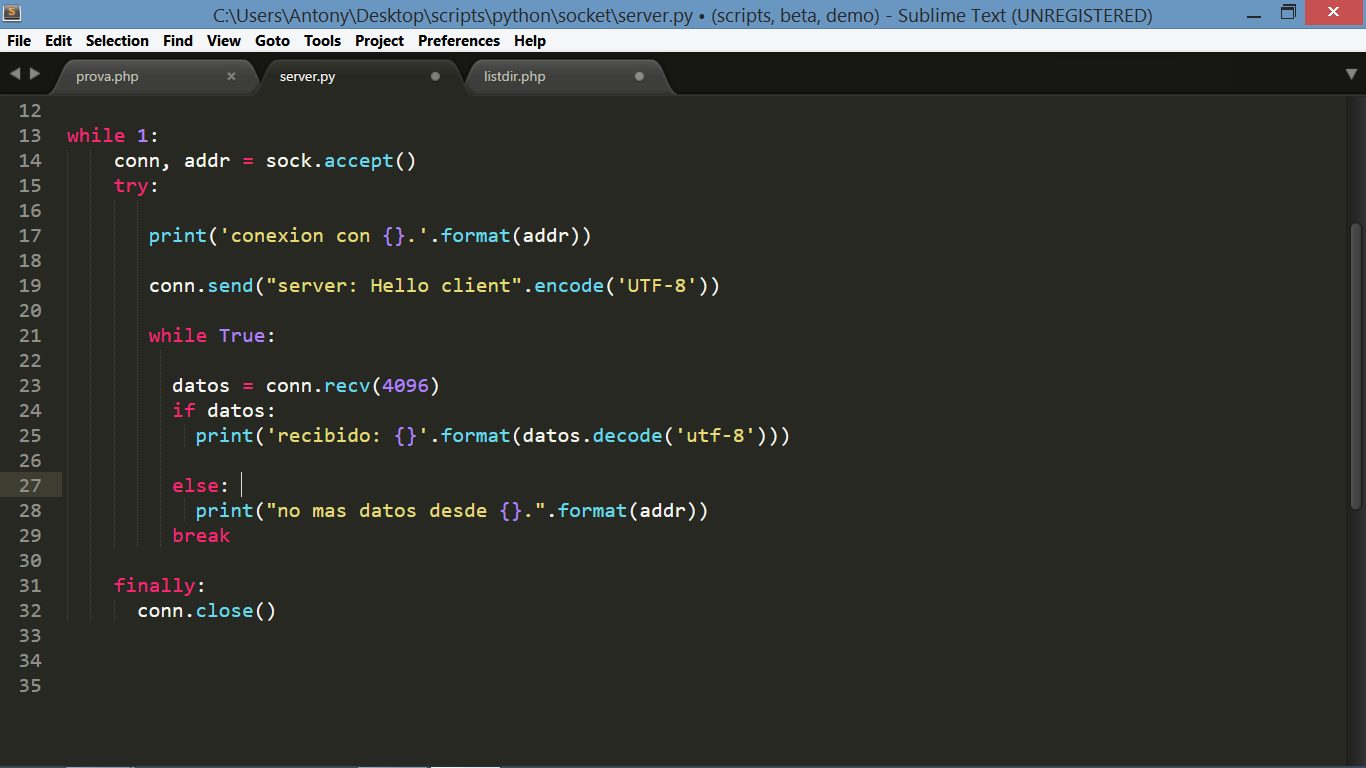 C:\Users\Antony\Desktop\scripts\python\socket\server.py • (scripts, beta, demo) - Sublime Text (UNREGISTERED)
File Edit Selection Find View Goto Tools Project Preferences Help
prova.php server.py listdir.php
12
13 while 1:
14 conn, addr = sock.accept()
15 try:
16
17 print('conexion con {}.'.format(addr))
18
19 conn.send("server: Hello client".encode('UTF-8'))
20
21 while True:
22
23 datos = conn.recv(4096)
24 if datos:
25 print('recibido: {}'.format(datos.decode('utf-8')))
26
27 else:
28 print("no mas datos desde {}.".format(addr))
29 break
30
31 finally:
32 conn.close()
33
34
35